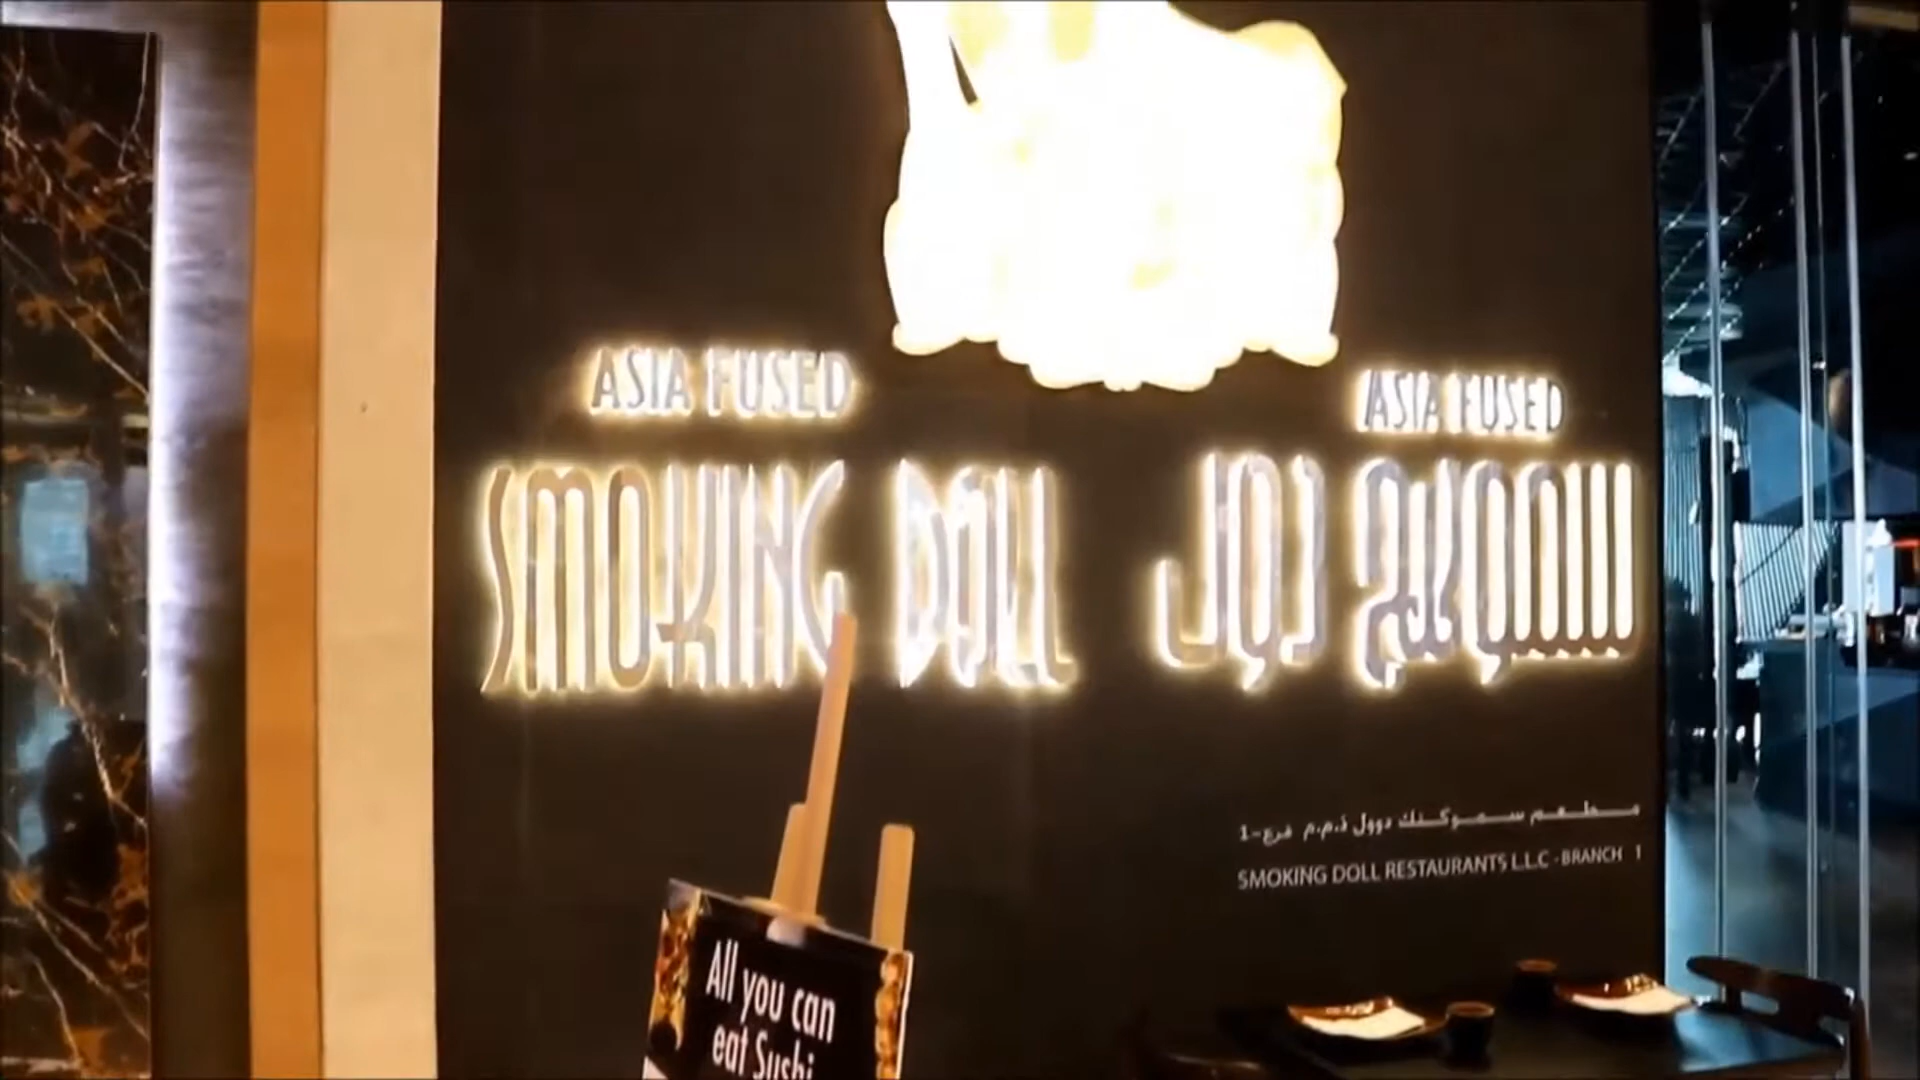 ASIA FUSED
SMOKING DOLL
ASIA FUSED
سموكنج دول
مطعم سموكنك دوول ذ.م.م فرع-1
SMOKING DOLL RESTAURANTS L.L.C - BRANCH 1
All you can
eat Sushi